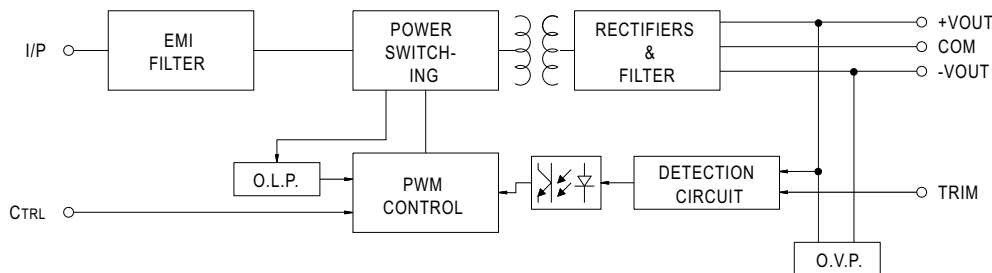 I/P
EMI
FILTER
POWER
SWITCH-
ING
RECTIFIERS
&
FILTER
+VOUT
COM
-VOUT
O.L.P.
PWM
CONTROL
DETECTION
CIRCUIT
TRIM
CTRL
O.V.P.